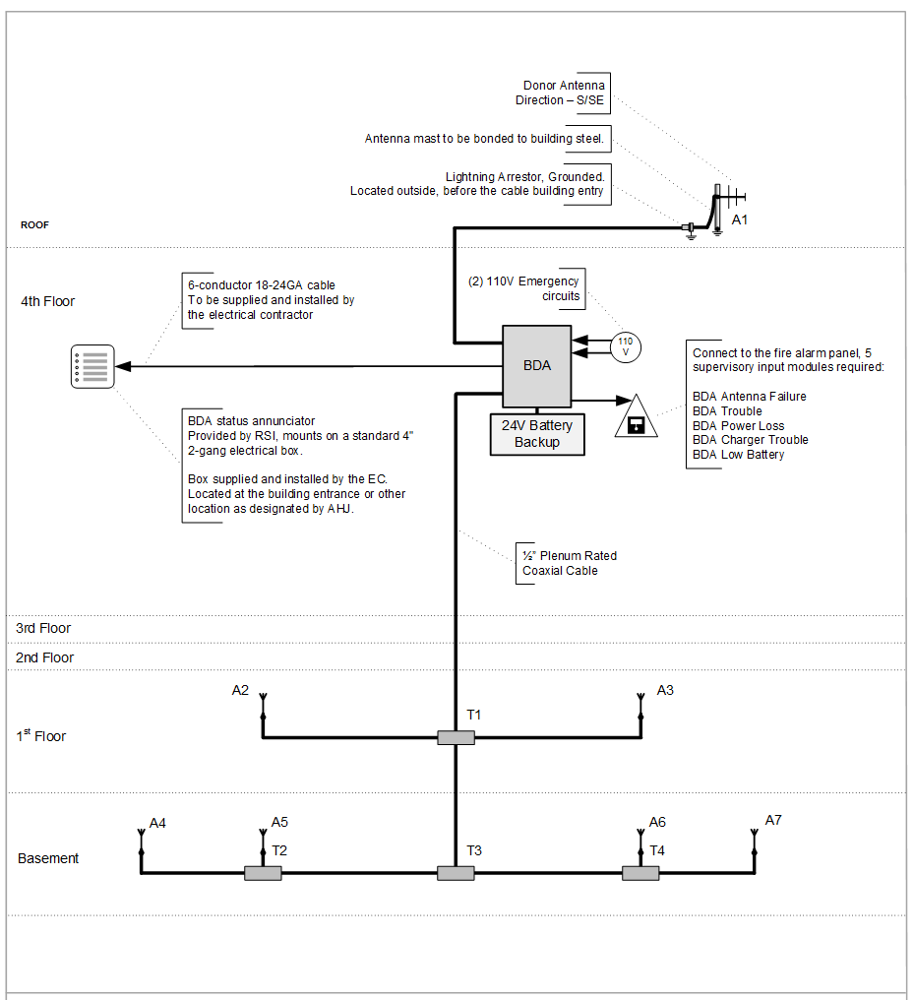 Donor Antenna
Direction – S/SE
Antenna mast to be bonded to building steel.
Lightning Arrestor, Grounded.
Located outside, before the cable building entry
A1
ROOF
4th Floor
6-conductor 18-24GA cable
To be supplied and installed by
the electrical contractor
(2) 110V Emergency
circuits
110
V
BDA
Connect to the fire alarm panel, 5
supervisory input modules required:
BDA Antenna Failure
BDA Trouble
BDA Power Loss
BDA Charger Trouble
BDA Low Battery
24V Battery
Backup
BDA status annunciator
Provided by RSI, mounts on a standard 4"
2-gang electrical box.
Box supplied and installed by the EC.
Located at the building entrance or other
location as designated by AHJ.
½" Plenum Rated
Coaxial Cable
3rd Floor
2nd Floor
A2
A3
T1
1st Floor
A4
A5
A6
A7
T2
T3
T4
Basement